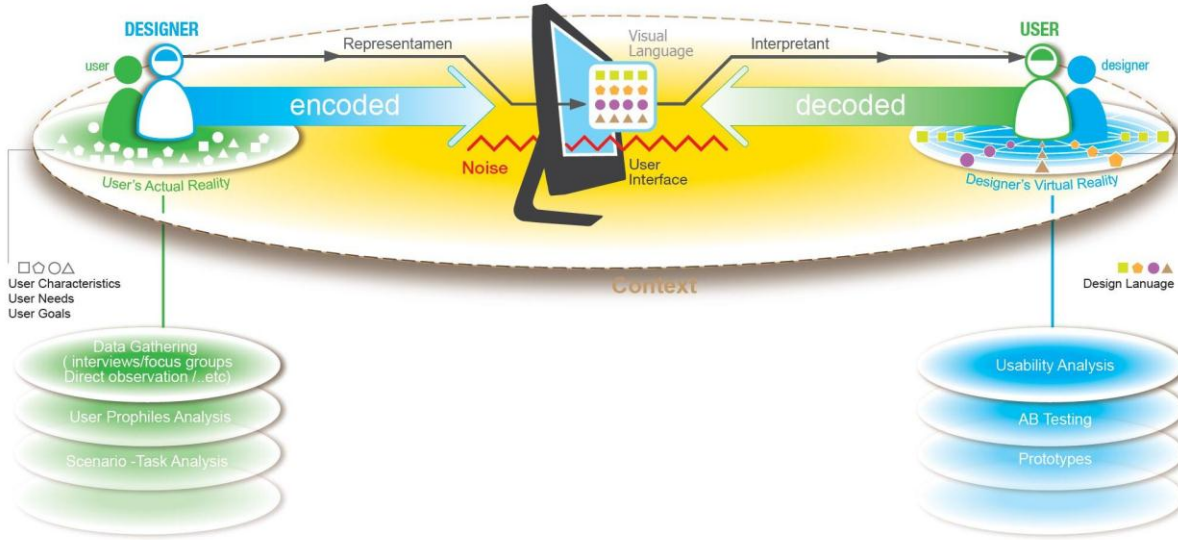 DESIGNER
user
Representamen
Visual
Language
Interpretant
USER
designer
encoded
decoded
Noise
User
Interface
User's Actual Reality
Designer's Virtual Reality
Context
User Characteristics
User Needs
User Goals
Design Lanuage
Data Gathering
( interviews/focus groups
Direct observation /..etc)
User Prophiles Analysis
Scenario -Task Analysis
Usability Analysis
AB Testing
Prototypes